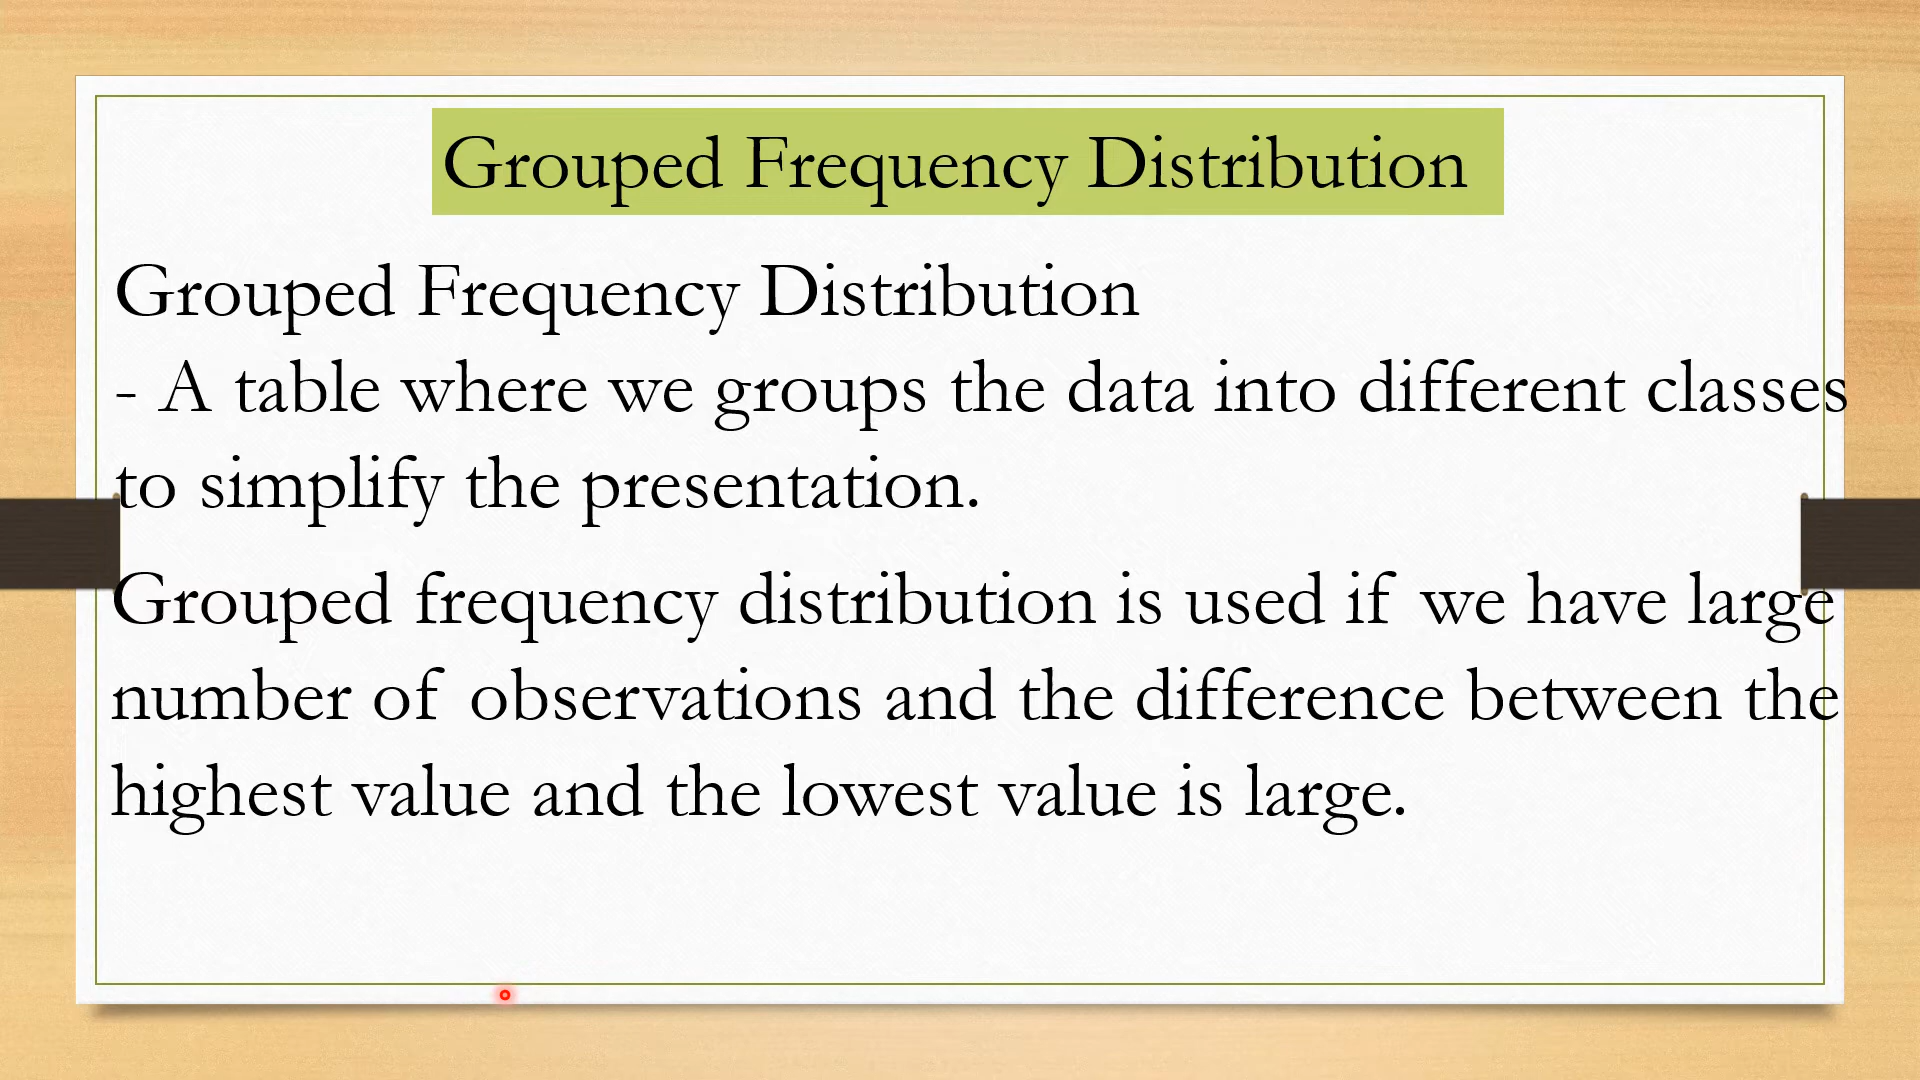 Grouped Frequency Distribution
Grouped Frequency Distribution
- A table where we groups the data into different classes
to simplify the presentation.
Grouped frequency distribution is used if we have large
number of observations and the difference between the
highest value and the lowest value is large.